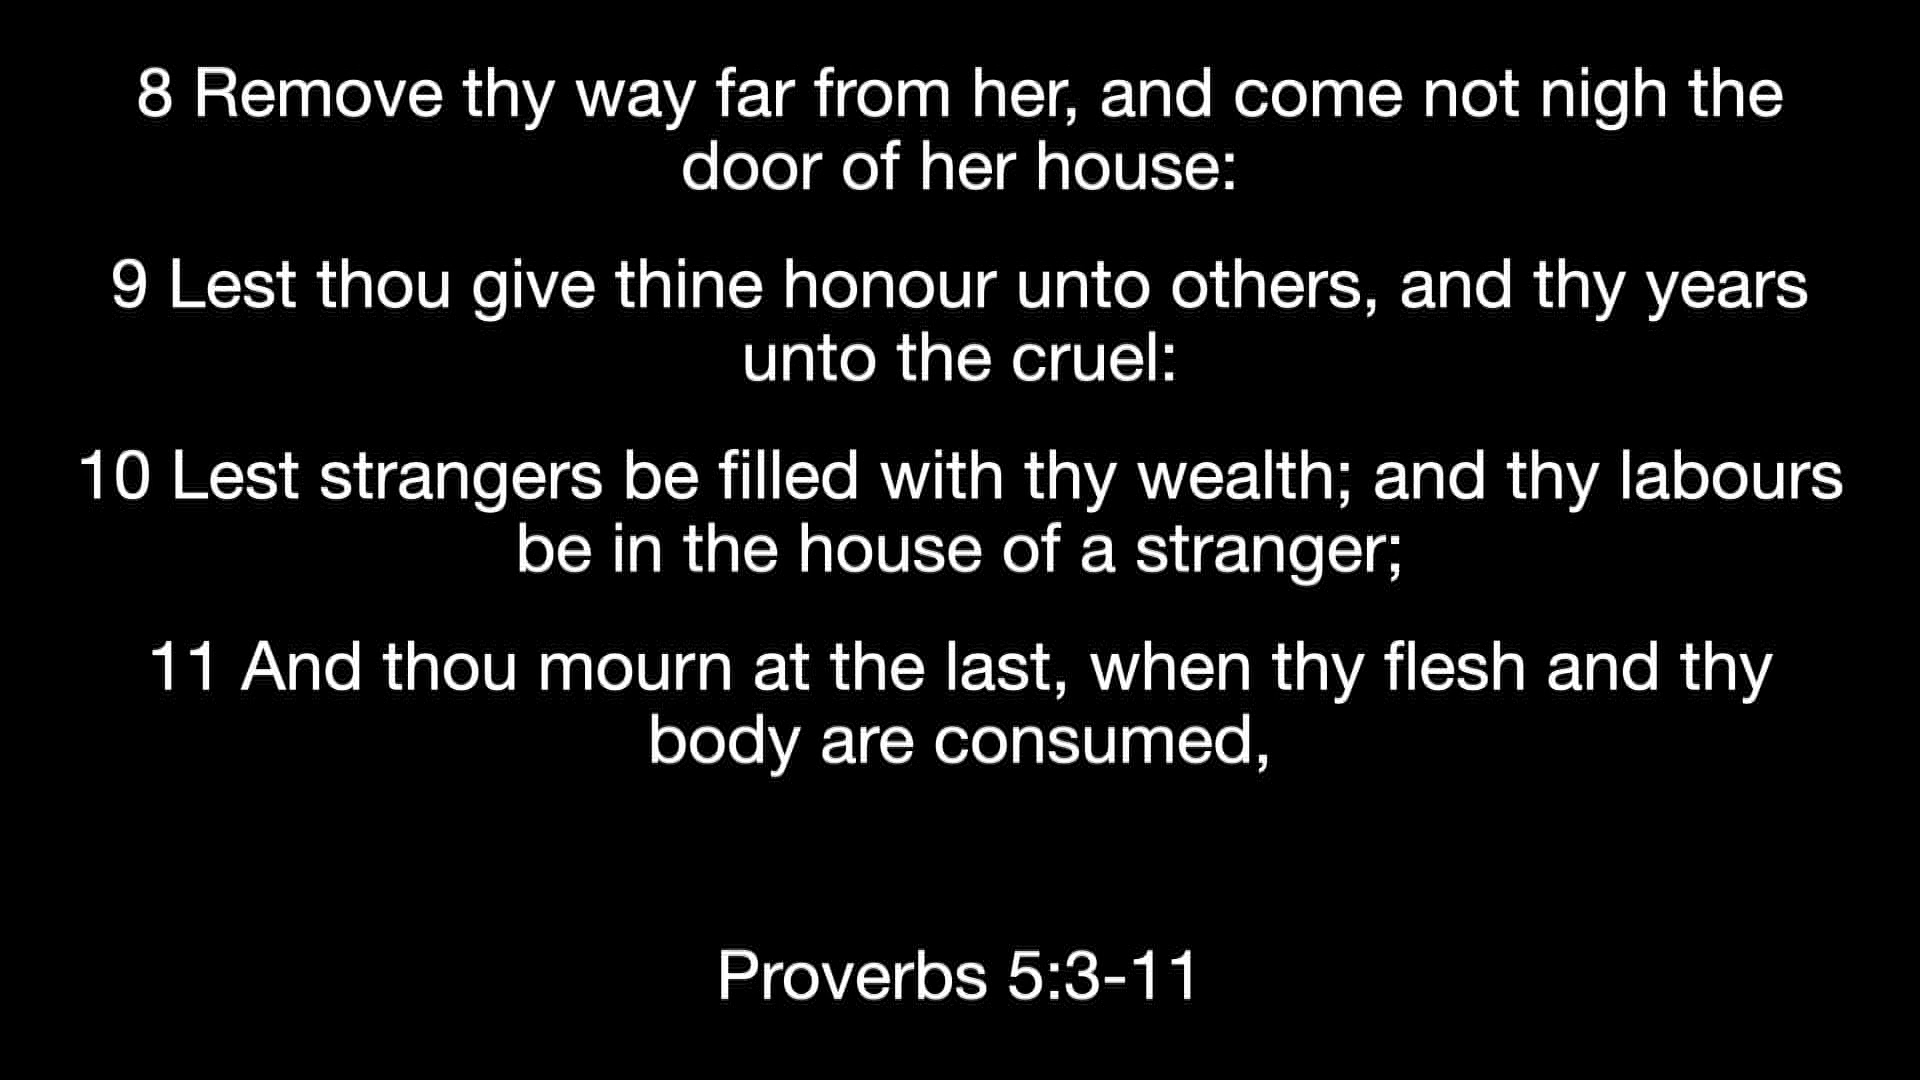 8 Remove thy way far from her, and come not nigh the
door of her house:
9 Lest thou give thine honour unto others, and thy years
unto the cruel:
10 Lest strangers be filled with thy wealth; and thy labours
be in the house of a stranger;
11 And thou mourn at the last, when thy flesh and thy
body are consumed,
Proverbs 5:3-11